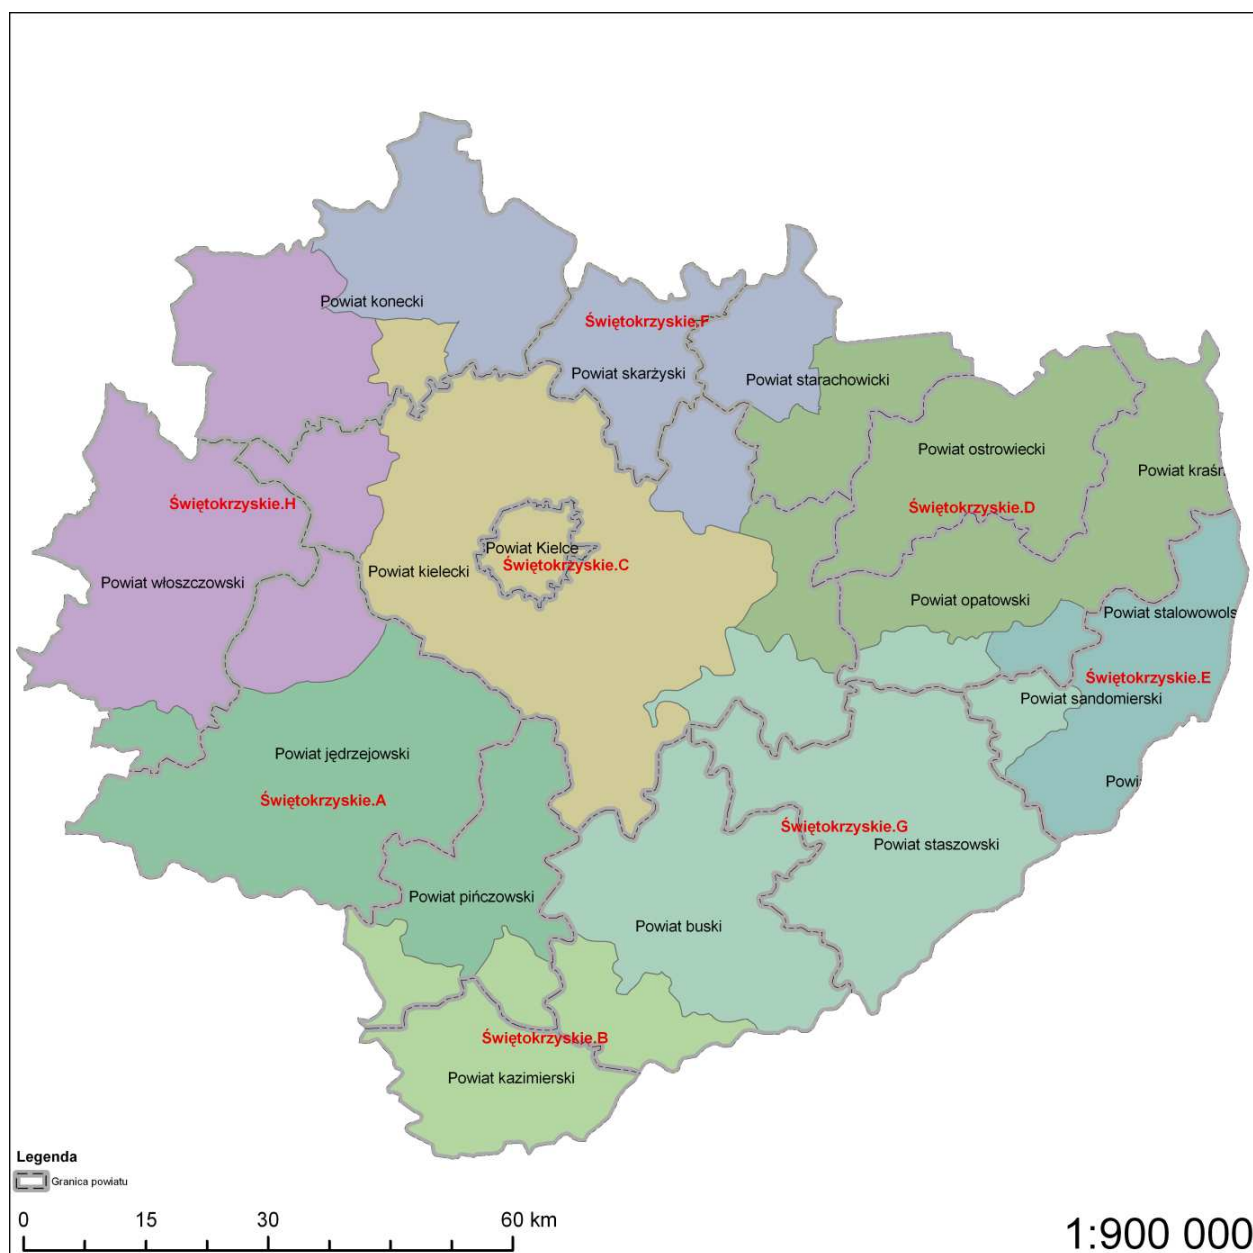 Powiat konecki
Świętokrzyskie.F
Powiat skarżyski
Powiat starachowicki
Powiat ostrowiecki
Powiat kraśn
Świętokrzyskie.H
Świętokrzyskie.D
Powiat Kielce
Świętokrzyskie.C
Powiat kielecki
Powiat włoszczowski
Powiat opatowski
Powiat stalowowols
Świętokrzyskie.E
Powiat sandomierski
Powiat jędrzejowski
Powia
Świętokrzyskie.A
Świętokrzyskie.G
Powiat staszowski
Powiat pińczowski
Powiat buski
Świętokrzyskie.B
Powiat kazimierski
Legenda
Granica powiatu
0 15 30 60 km
1:900 000